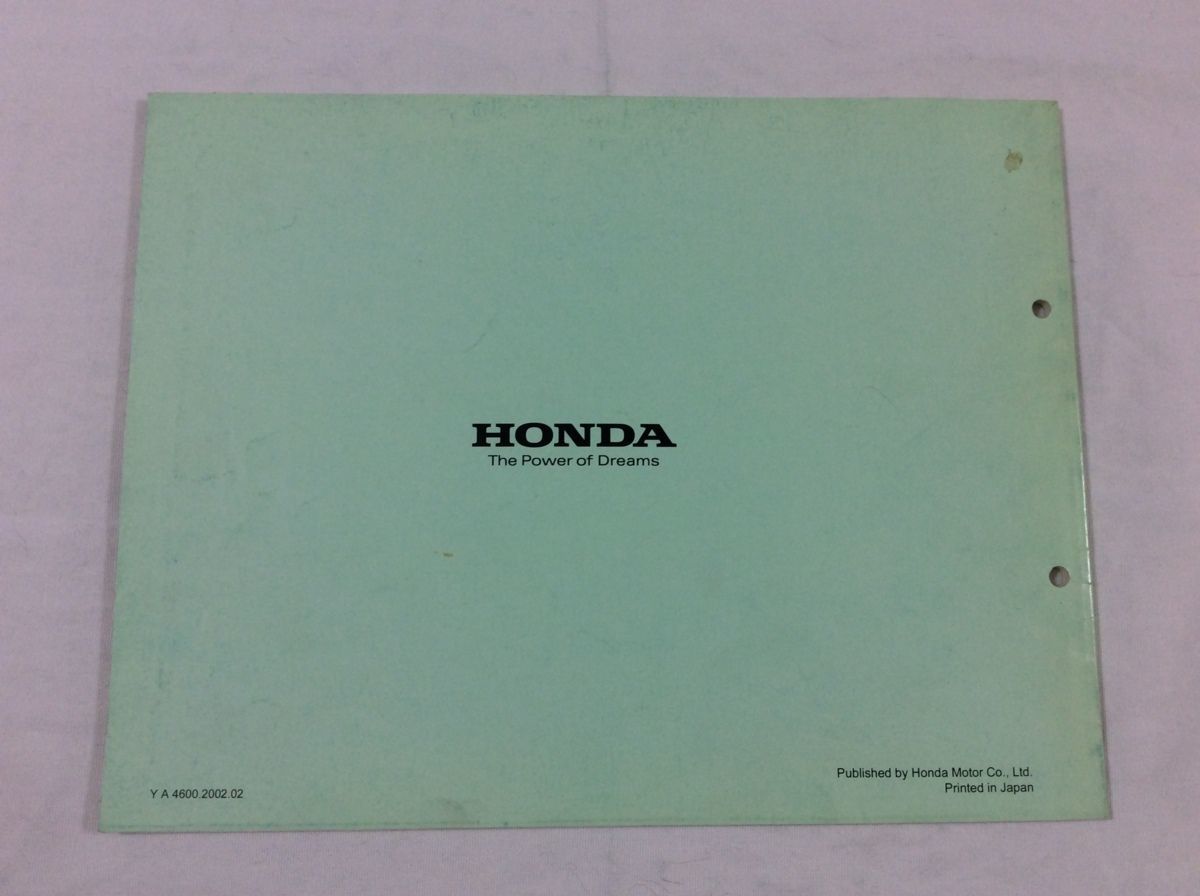 HONDA
The Power of Dreams
Published by Honda Motor Co., Ltd.
Printed in Japan
Y A 4600.2002.02